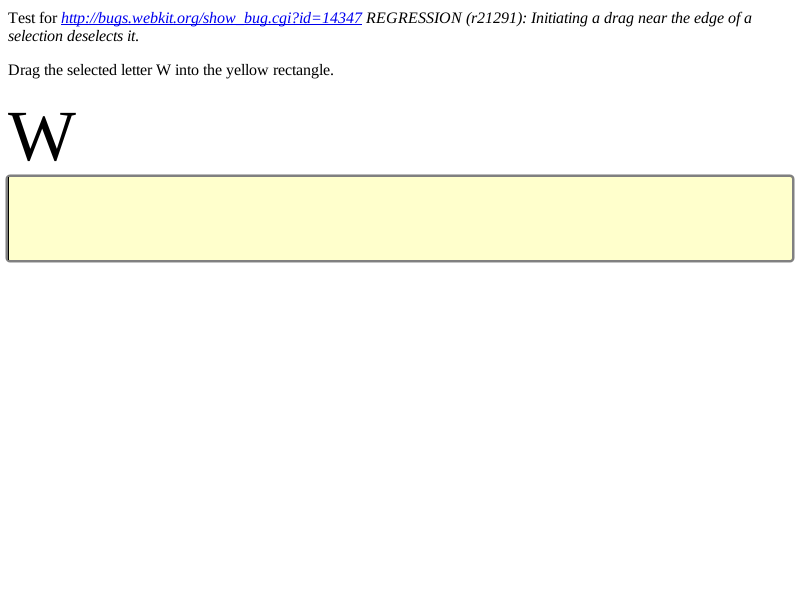 Test for http://bugs.webkit.org/show_bug.cgi?id=14347 REGRESSION (r21291): Initiating a drag near the edge of a
selection deselects it.
Drag the selected letter W into the yellow rectangle.
W